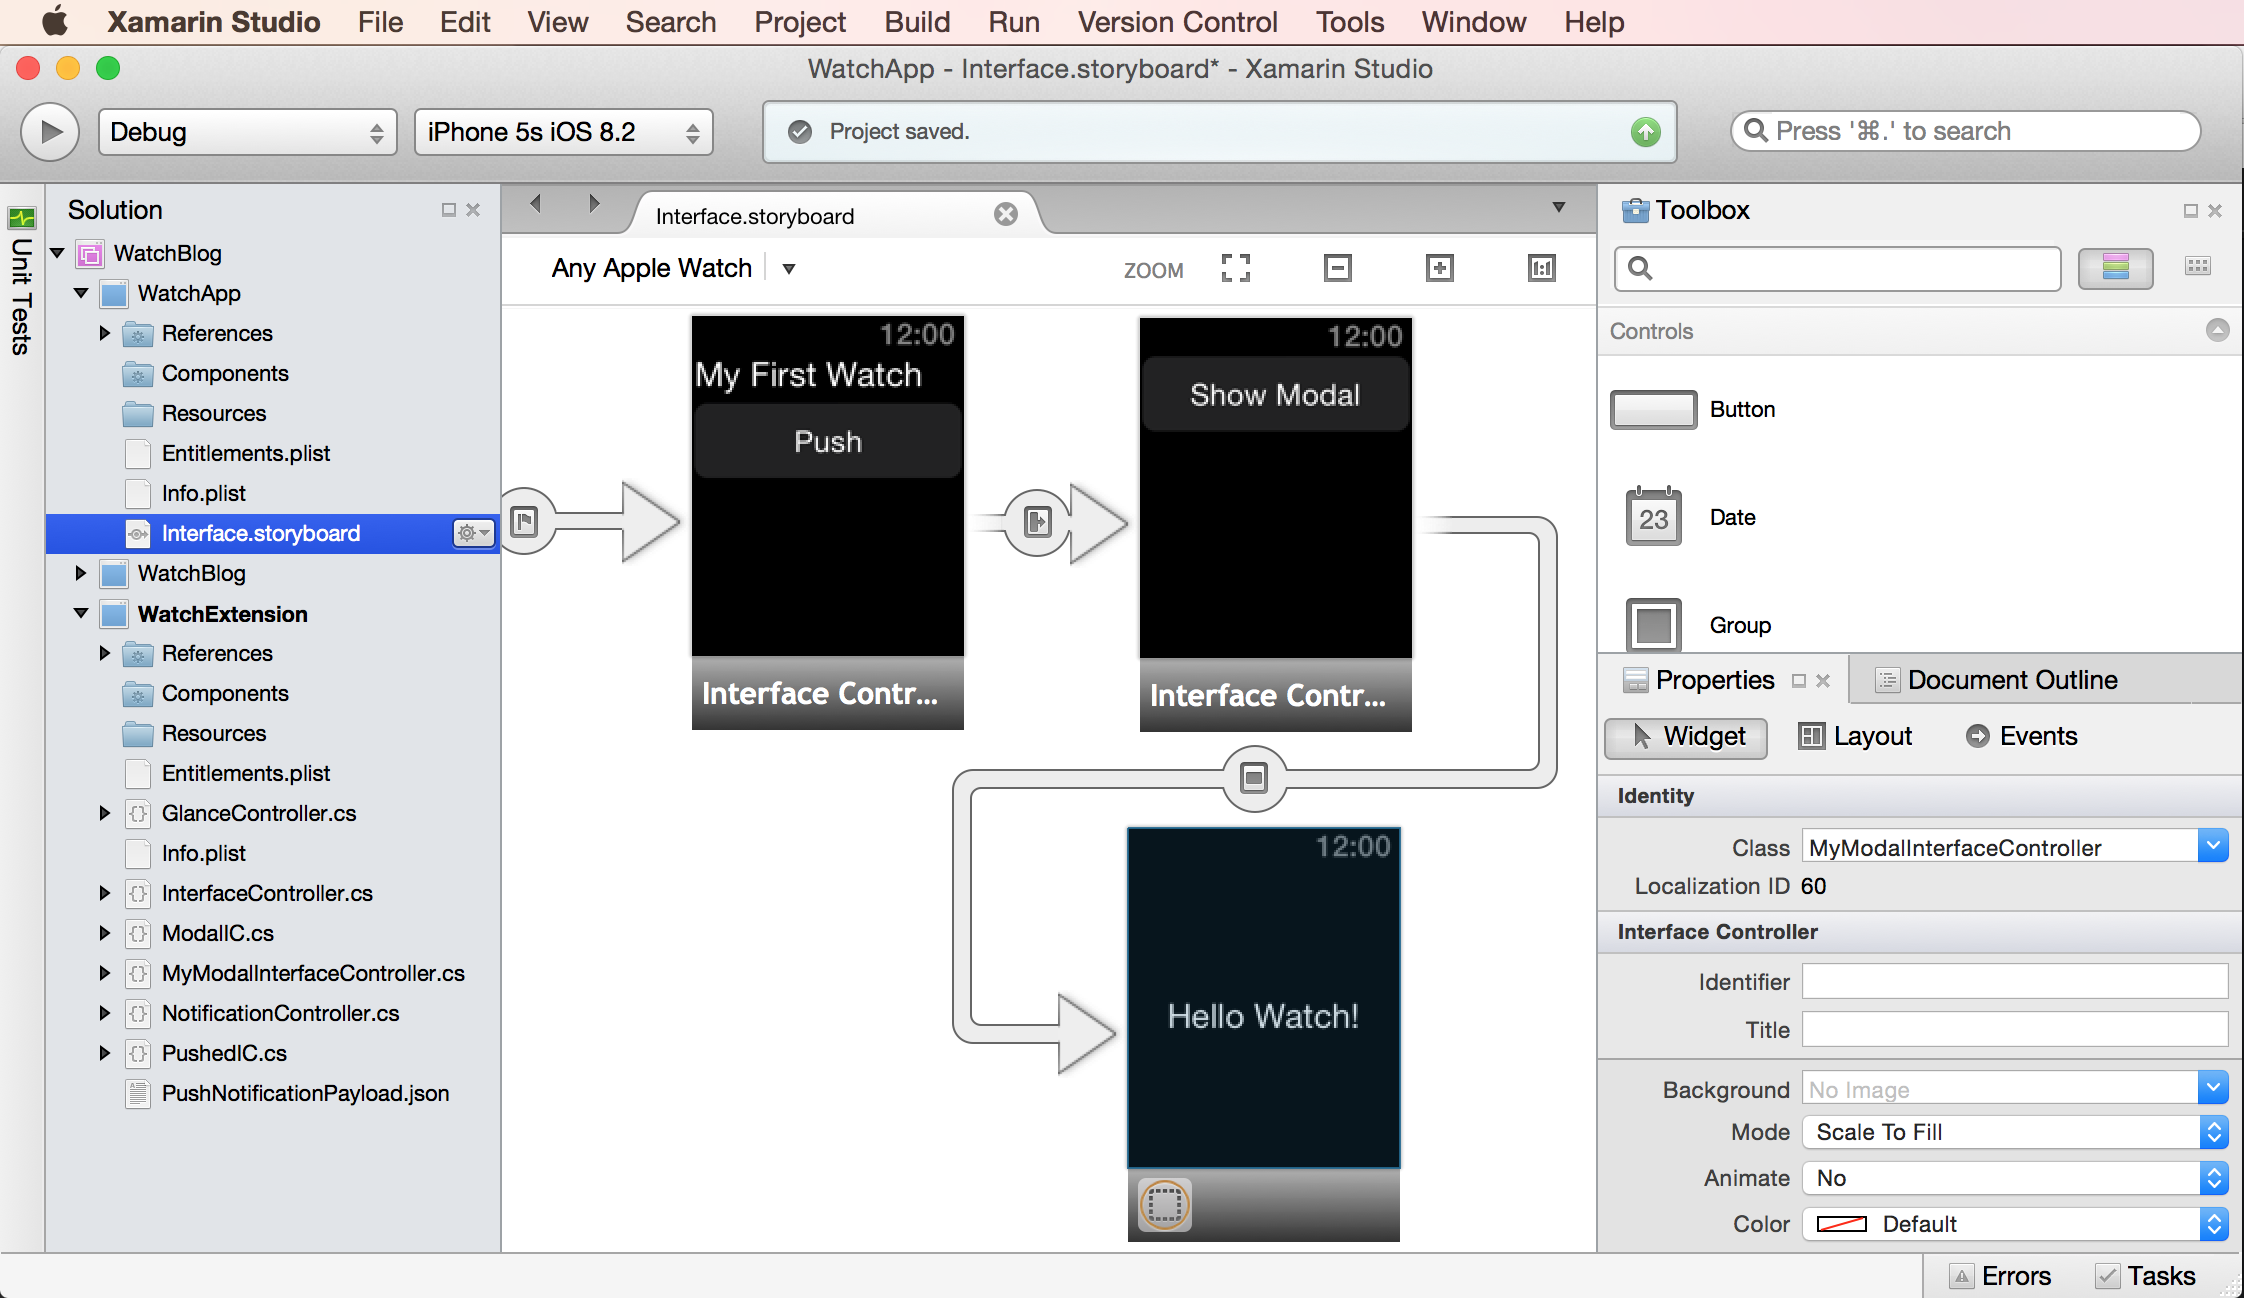 Xamarin Studio File Edit View Search Project Build Run Version Control Tools Window Help
WatchApp - Interface.storyboard* - Xamarin Studio
Debug
iPhone 5s iOS 8.2
Project saved.
Press '⌘.' to search
Unit Tests
Solution
WatchBlog
WatchApp
References
Components
Resources
Entitlements.plist
Info.plist
Interface.storyboard
WatchBlog
WatchExtension
References
Components
Resources
Entitlements.plist
GlanceController.cs
Info.plist
InterfaceController.cs
ModalIC.cs
MyModalInterfaceController.cs
NotificationController.cs
PushedIC.cs
PushNotificationPayload.json
Interface.storyboard
Any Apple Watch
ZOOM
1:1
12:00
My First Watch
Push
Interface Contr...
12:00
Show Modal
Interface Contr...
12:00
Hello Watch!
Toolbox
Controls
Button
23
Date
Group
Properties
Document Outline
Widget
Layout
Events
Identity
Class MyModalInterfaceController
Localization ID 60
Interface Controller
Identifier
Title
Background No Image
Mode Scale To Fill
Animate No
Color Default
Errors
Tasks